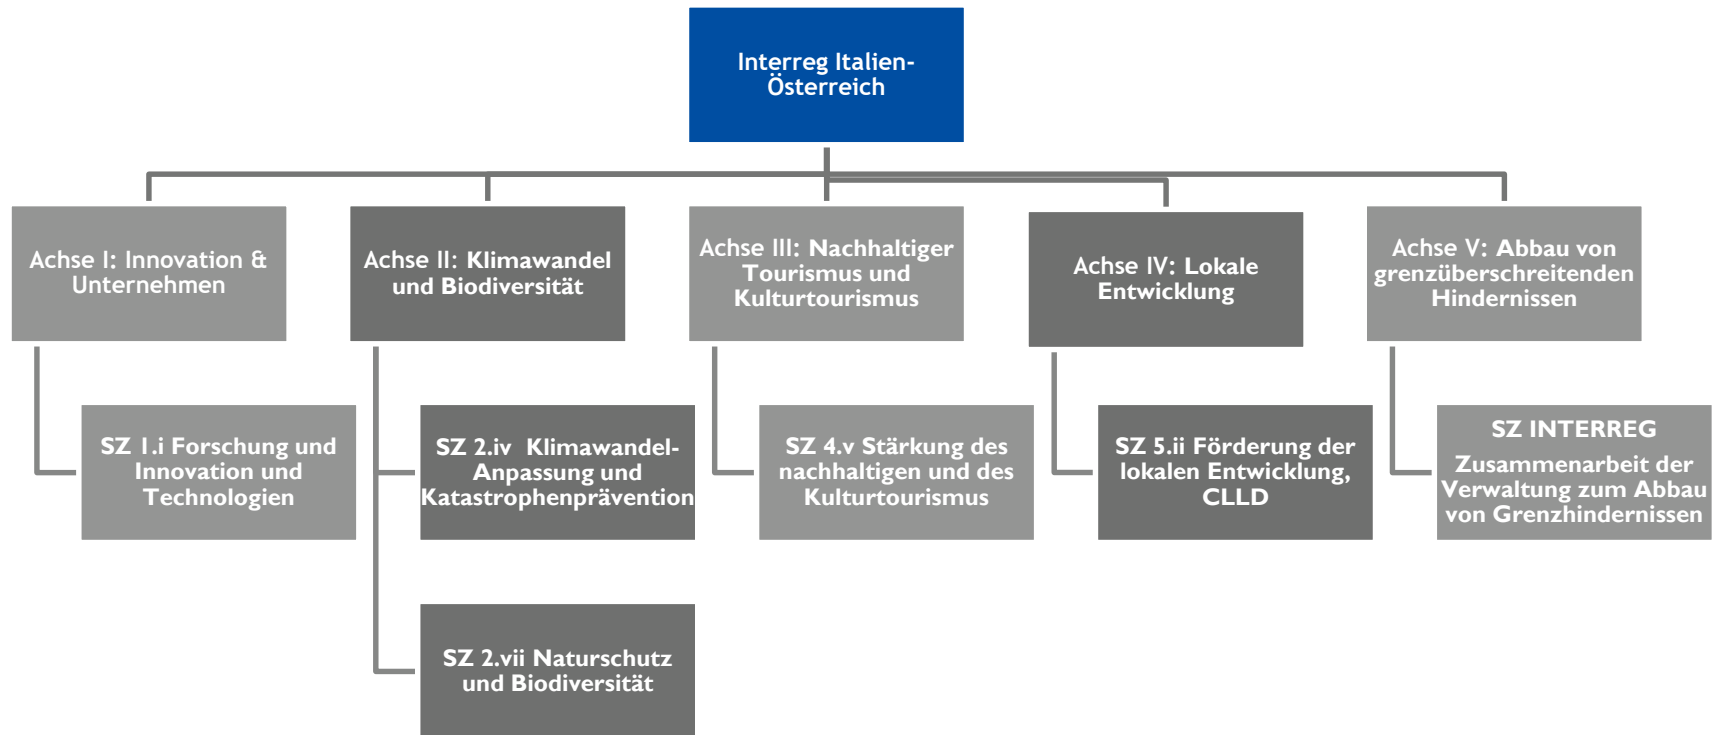 Interreg Italien-
Österreich
Achse I: Innovation &
Unternehmen
Achse II: Klimawandel
und Biodiversität
Achse III: Nachhaltiger
Tourismus und
Kulturtourismus
Achse IV: Lokale
Entwicklung
Achse V: Abbau von
grenzüberschreitenden
Hindernissen
SZ 1.i Forschung und
Innovation und
Technologien
SZ 2.iv Klimawandel-
Anpassung und
Katastrophenprävention
SZ 4.v Stärkung des
nachhaltigen und des
Kulturtourismus
SZ 5.ii Förderung der
lokalen Entwicklung,
CLLD
SZ INTERREG
Zusammenarbeit der
Verwaltung zum Abbau
von Grenzhindernissen
SZ 2.vii Naturschutz
und Biodiversität